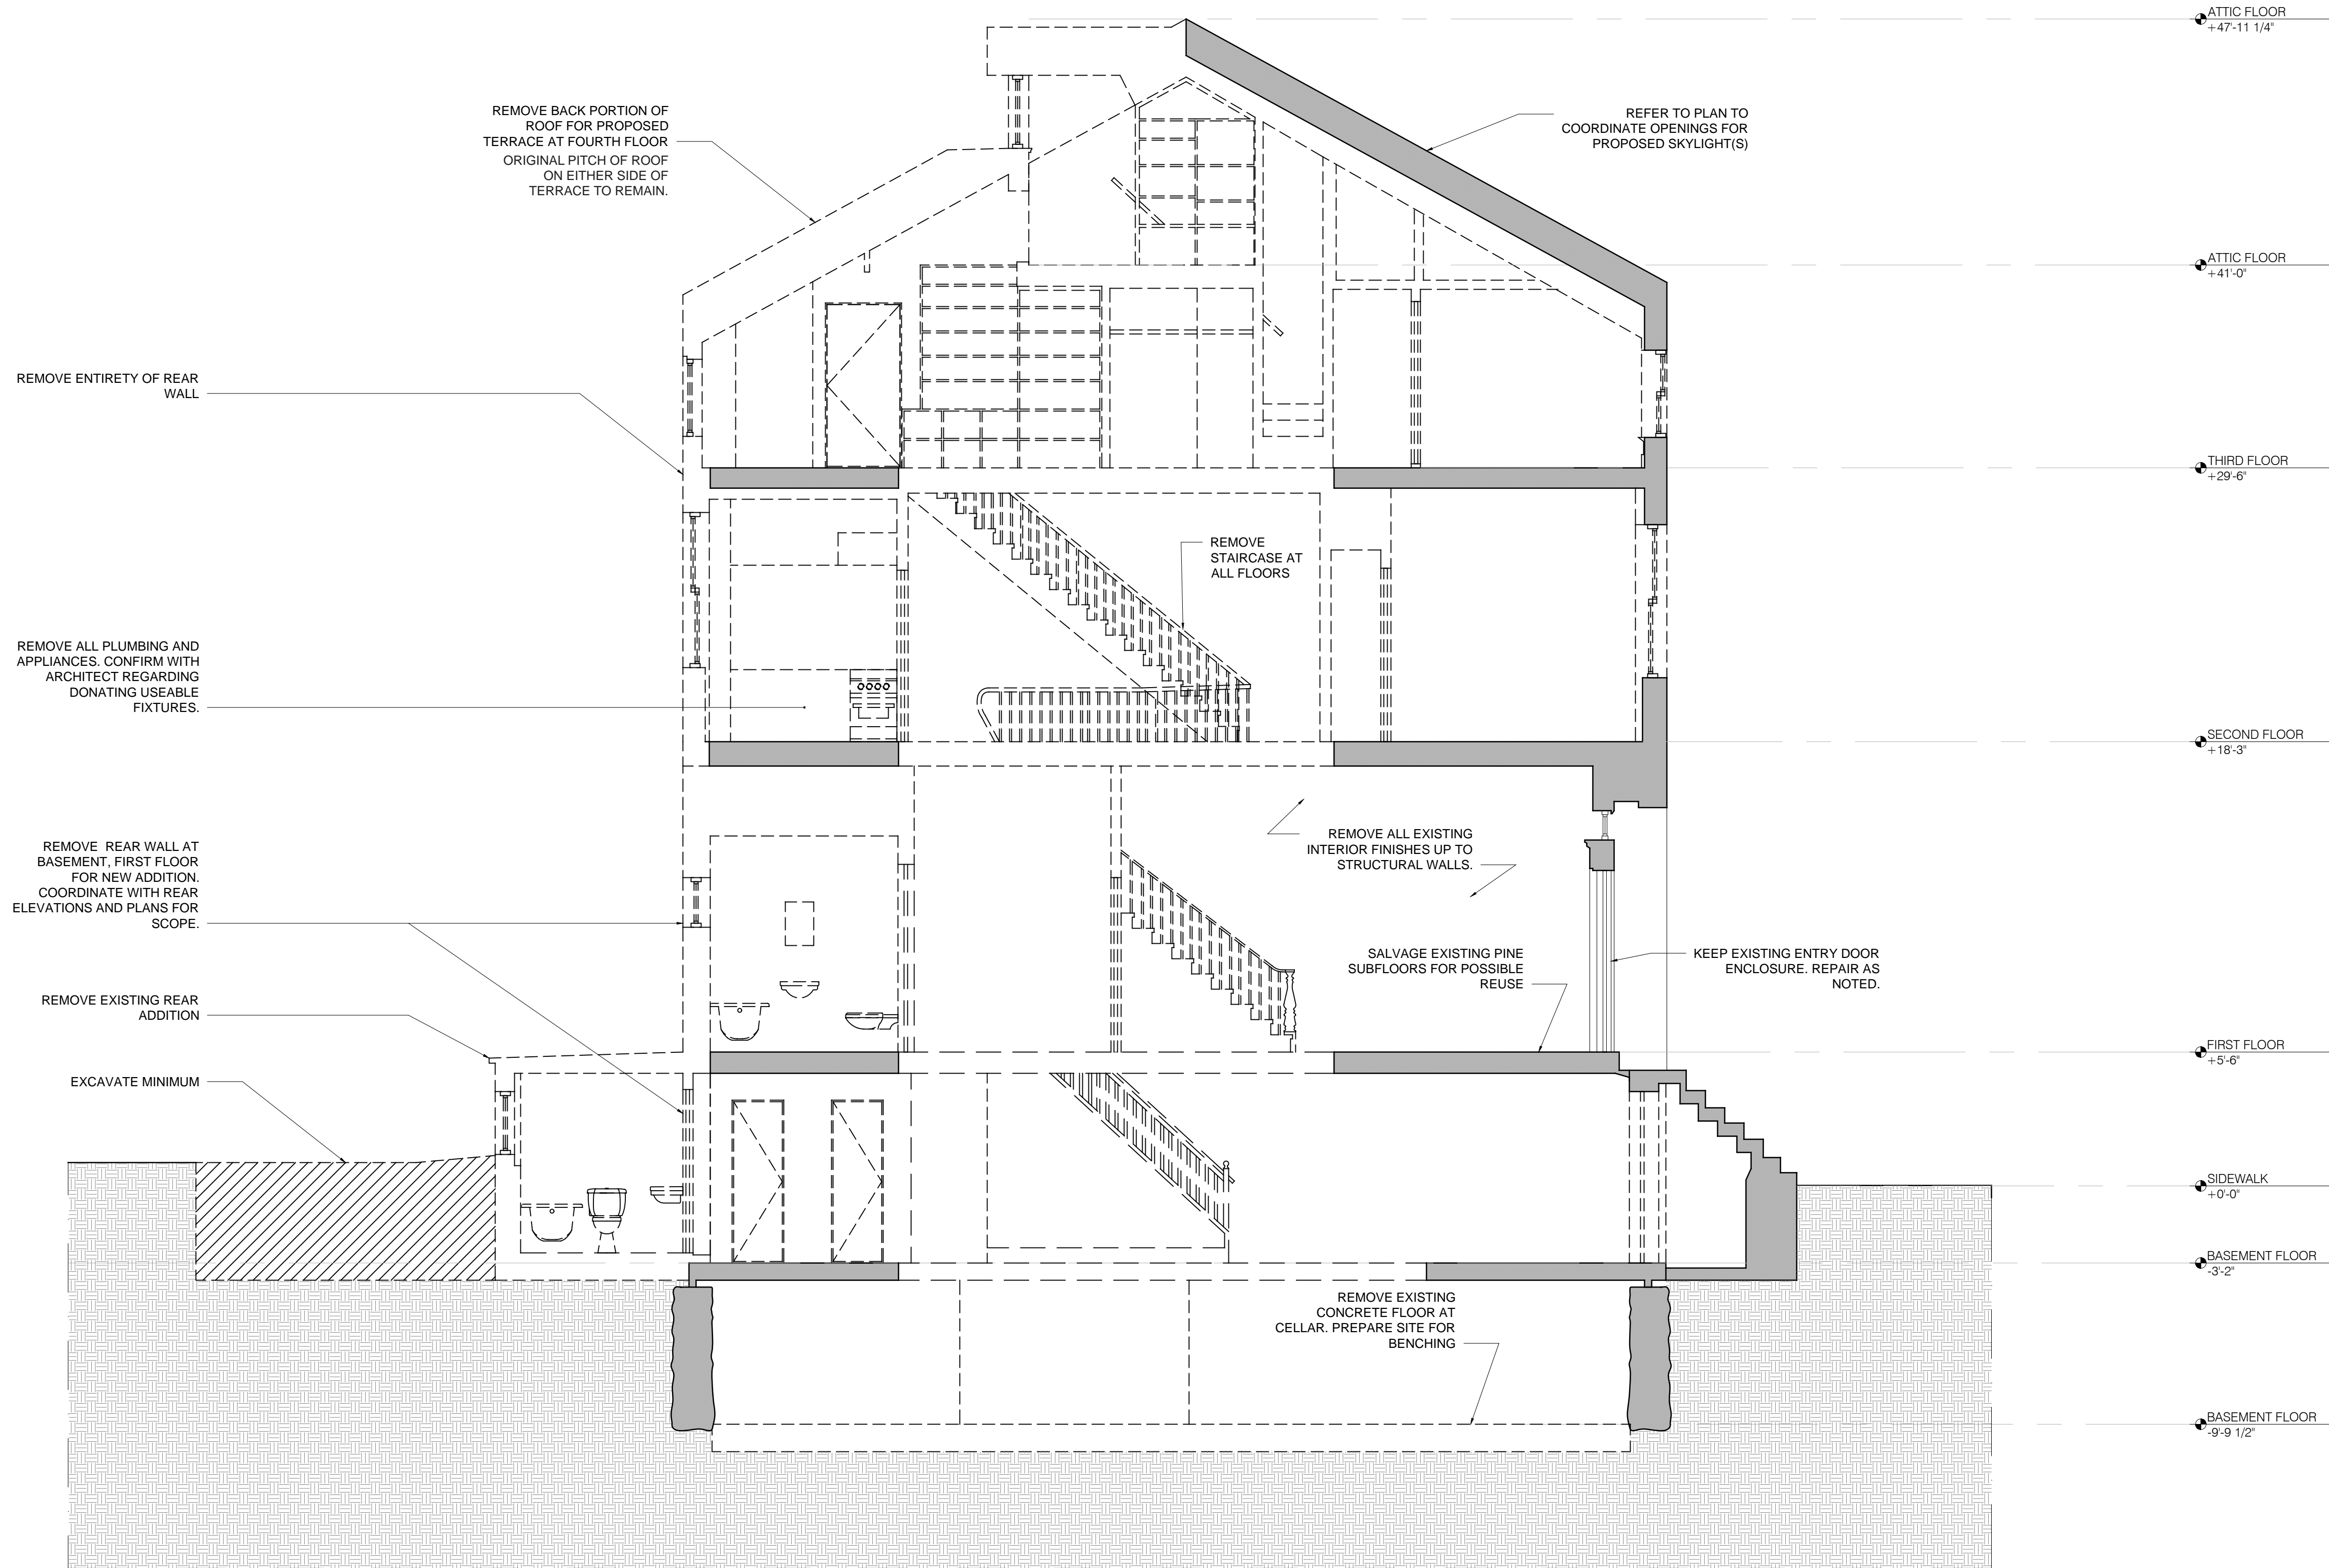 ATTIC FLOOR
+47'-11 1/4"
REMOVE BACK PORTION OF
ROOF FOR PROPOSED
TERRACE AT FOURTH FLOOR
ORIGINAL PITCH OF ROOF
ON EITHER SIDE OF
TERRACE TO REMAIN.
REFER TO PLAN TO
COORDINATE OPENINGS FOR
PROPOSED SKYLIGHT(S)
ATTIC FLOOR
+41'-0"
REMOVE ENTIRETY OF REAR
WALL
THIRD FLOOR
+29'-6"
REMOVE
STAIRCASE AT
ALL FLOORS
REMOVE ALL PLUMBING AND
APPLIANCES. CONFIRM WITH
ARCHITECT REGARDING
DONATING USEABLE
FIXTURES.
SECOND FLOOR
+18'-3"
REMOVE ALL EXISTING
INTERIOR FINISHES UP TO
STRUCTURAL WALLS.
REMOVE  REAR WALL AT
BASEMENT, FIRST FLOOR
FOR NEW ADDITION.
COORDINATE WITH REAR
ELEVATIONS AND PLANS FOR
SCOPE.
SALVAGE EXISTING PINE
SUBFLOORS FOR POSSIBLE
REUSE
KEEP EXISTING ENTRY DOOR
ENCLOSURE. REPAIR AS
NOTED.
REMOVE EXISTING REAR
ADDITION
FIRST FLOOR
+5'-6"
EXCAVATE MINIMUM
SIDEWALK
+0'-0"
BASEMENT FLOOR
-3'-2"
REMOVE EXISTING
CONCRETE FLOOR AT
CELLAR. PREPARE SITE FOR
BENCHING
BASEMENT FLOOR
-9'-9 1/2"